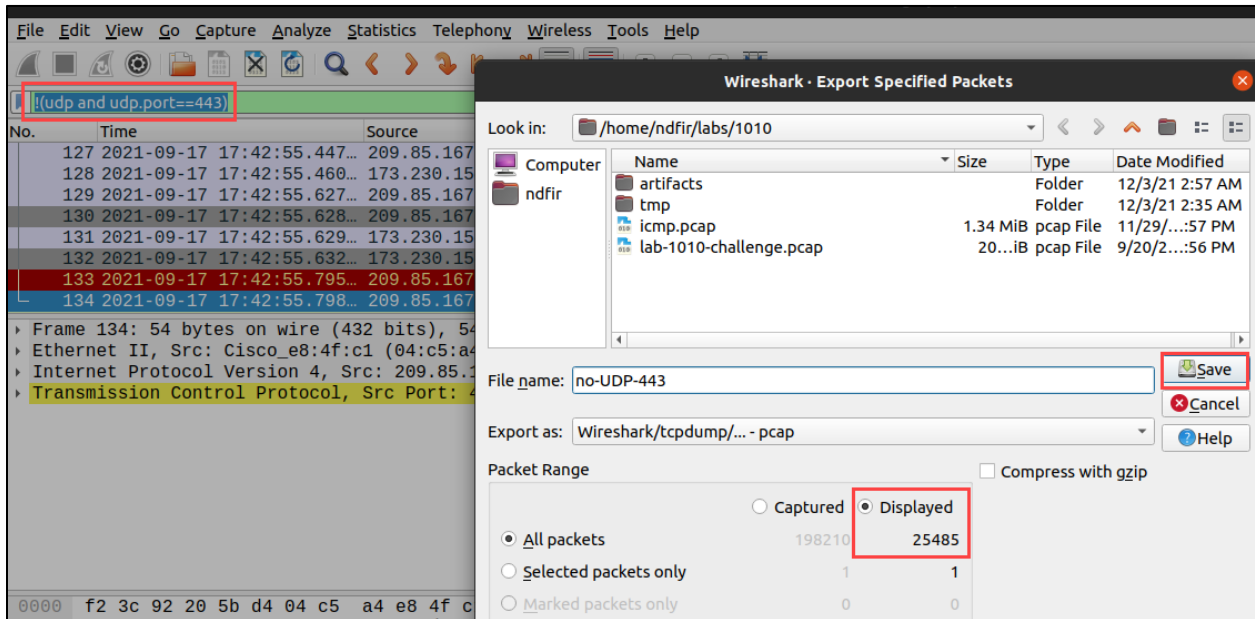 File Edit View Go Capture Analyze Statistics Telephony Wireless Tools Help
!(udp and udp.port==443)
No. Time Source
127 2021-09-17 17:42:55.447… 209.85.167
128 2021-09-17 17:42:55.460… 173.230.15
129 2021-09-17 17:42:55.627… 209.85.167
130 2021-09-17 17:42:55.628… 209.85.167
131 2021-09-17 17:42:55.629… 173.230.15
132 2021-09-17 17:42:55.632… 173.230.15
133 2021-09-17 17:42:55.795… 209.85.167
134 2021-09-17 17:42:55.798… 209.85.167
Frame 134: 54 bytes on wire (432 bits), 54
Ethernet II, Src: Cisco_e8:4f:c1 (04:c5:a4
Internet Protocol Version 4, Src: 209.85.1
Transmission Control Protocol, Src Port: 4
0000 f2 3c 92 20 5b d4 04 c5 a4 e8 4f c
Wireshark · Export Specified Packets
Look in: /home/ndfir/labs/1010
Computer
ndfir
Name Size Type Date Modified
artifacts Folder 12/3/21 2:57 AM
tmp Folder 12/3/21 2:35 AM
icmp.pcap 1.34 MiB pcap File 11/29/…:57 PM
lab-1010-challenge.pcap 20…iB pcap File 9/20/2…:56 PM
File name: no-UDP-443
Save
Cancel
Export as: Wireshark/tcpdump/... - pcap
Help
Packet Range
Compress with gzip
Captured Displayed
All packets 198210 25485
Selected packets only 1 1
Marked packets only 0 0